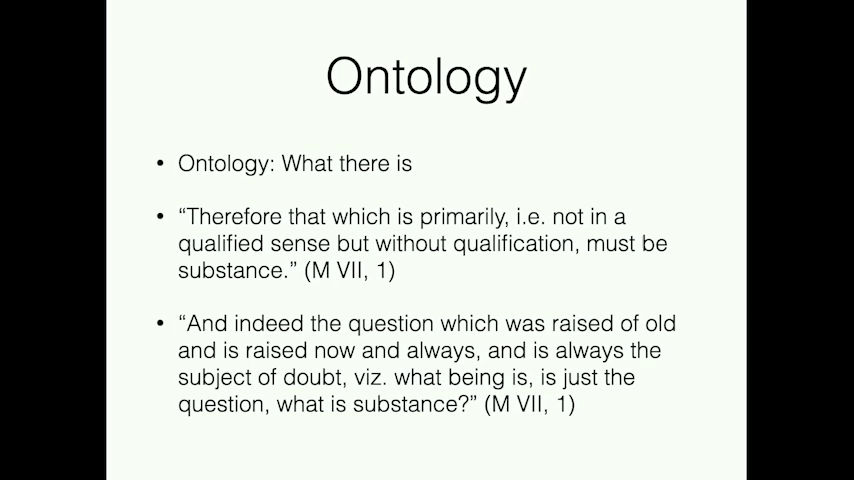 Ontology
• Ontology: What there is
• “Therefore that which is primarily, i.e. not in a
qualified sense but without qualification, must be
substance.” (M VII, 1)
• “And indeed the question which was raised of old
and is raised now and always, and is always the
subject of doubt, viz. what being is, is just the
question, what is substance?” (M VII, 1)